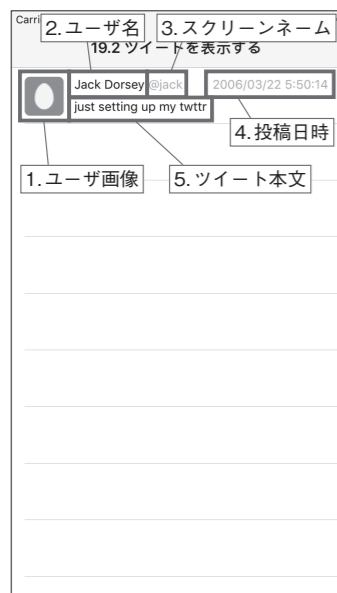 Carri
2.ユーザ名
3.スクリーンネーム
19.2 ツイートを表示する
Jack Dorsey @jack 2006/03/22 5:50:14
just setting up my twttr
4.投稿日時
1.ユーザ画像
5.ツイート本文